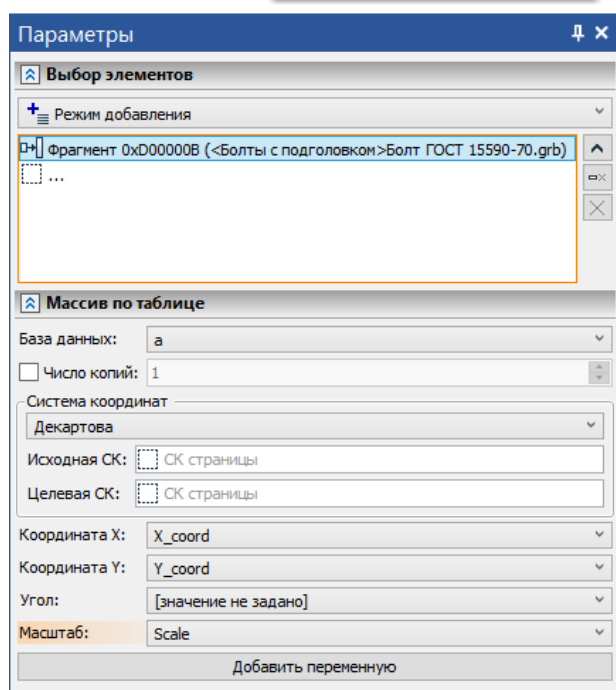 Параметры
Выбор элементов
Режим добавления
Фрагмент 0xD00000B (<Болты с подголовком>Болт ГОСТ 15590-70.grb)
...
Массив по таблице
База данных: a
Число копий: 1
Система координат
Декартова
Исходная СК: СК страницы
Целевая СК: СК страницы
Координата X: X_coord
Координата Y: Y_coord
Угол: [значение не задано]
Масштаб: Scale
Добавить переменную